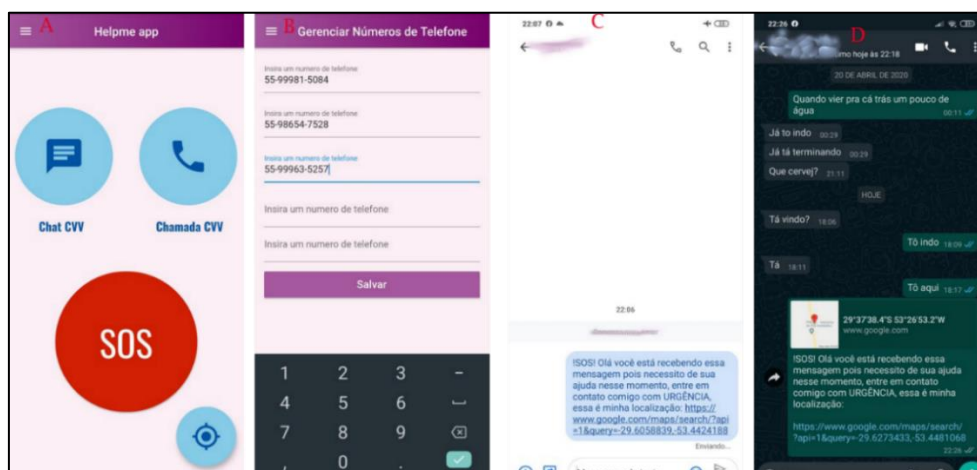 A
Helpme app
Chat CVV
Chamada CVV
SOS
B
Gerenciar Números de Telefone
Insira um numero de telefone
55-99981-5084
Insira um numero de telefone
55-98654-7528
Insira um numero de telefone
55-99963-5257
Insira um numero de telefone
Insira um numero de telefone
Salvar
1 2 3 -
4 5 6
7 8 9
, 0 .
22:07
C
22:06
!SOS! Olá você está recebendo essa
mensagem pois necessito de sua
ajuda nesse momento, entre em
contato comigo com URGÊNCIA,
essa é minha localização: https://
www.google.com/maps/search/?api
=1&query=-29.6058839,-53.4424188
Enviando...
22:26
D
omo hoje às 22:18
20 DE ABRIL DE 2020
Quando vier pra cá trás um pouco de
água 00:11
Já to indo 00:29
Já tá terminando 00:29
Que cervej? 21:11
HOJE
Tá vindo? 18:06
Tô indo 18:09
Tá 18:11
Tô aqui 18:17
29°37'38.4"S 53°26'53.2"W
www.google.com
!SOS! Olá você está recebendo essa
mensagem pois necessito de sua
ajuda nesse momento, entre em
contato comigo com URGÊNCIA,
essa é minha localização:
https://www.google.com/maps/search/
?api=1&query=-29.6273433,-53.4481068
22:26